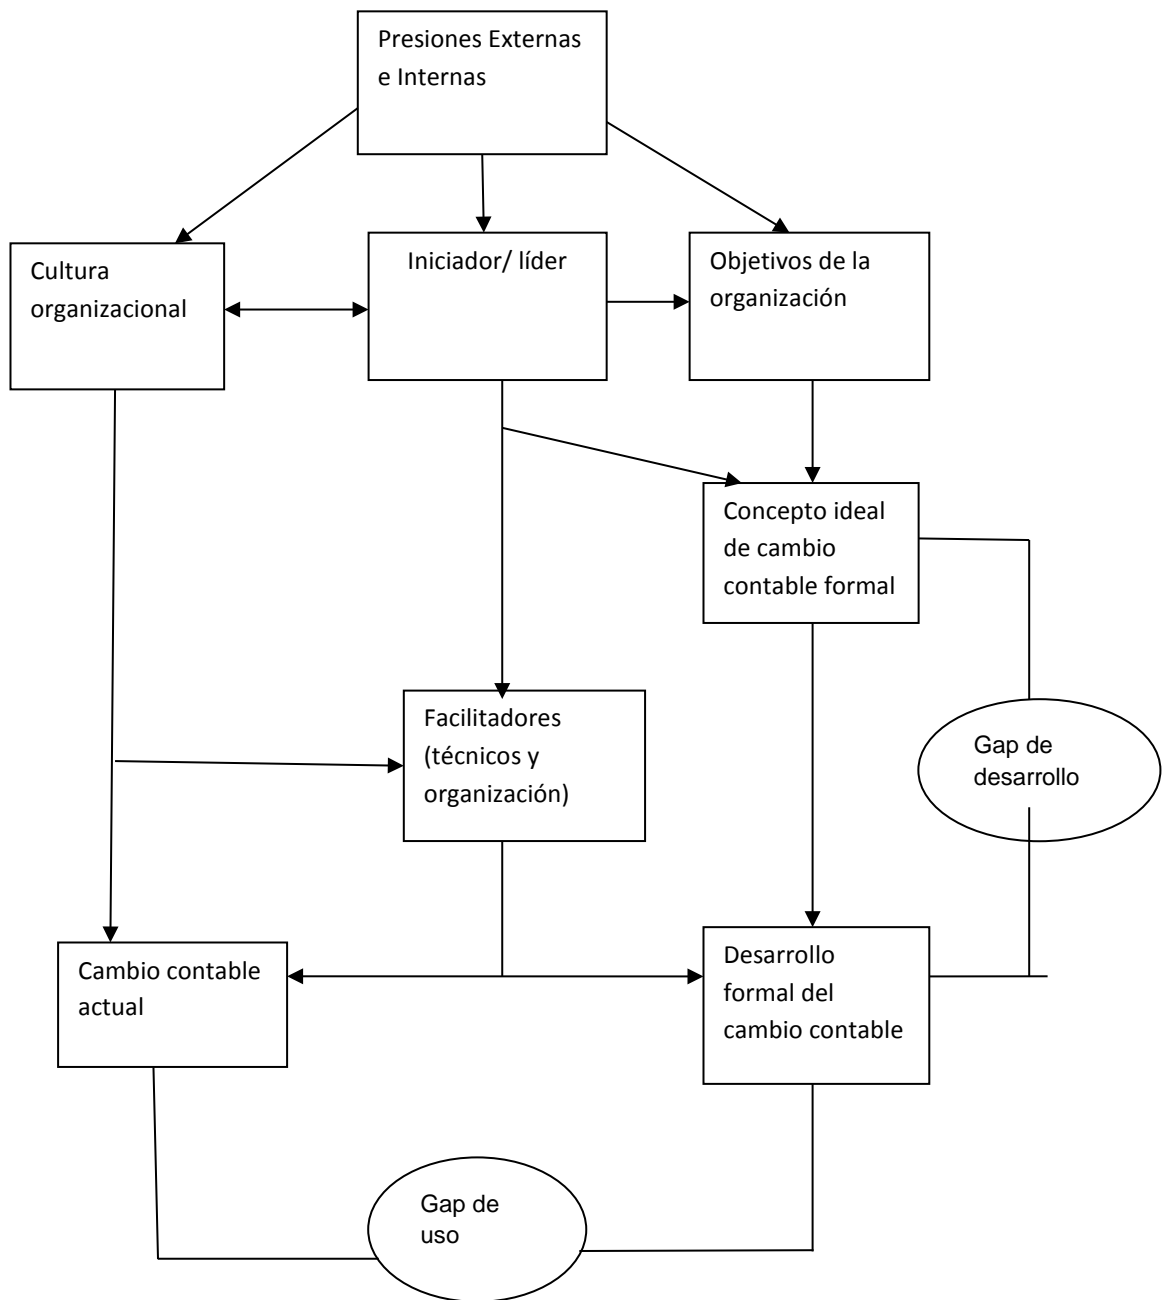 Presiones Externas
e Internas
Cultura
organizacional
Iniciador/ líder
Objetivos de la
organización
Concepto ideal
de cambio
contable formal
Facilitadores
(técnicos y
organización)
Gap de
desarrollo
Cambio contable
actual
Desarrollo
formal del
cambio contable
Gap de
uso